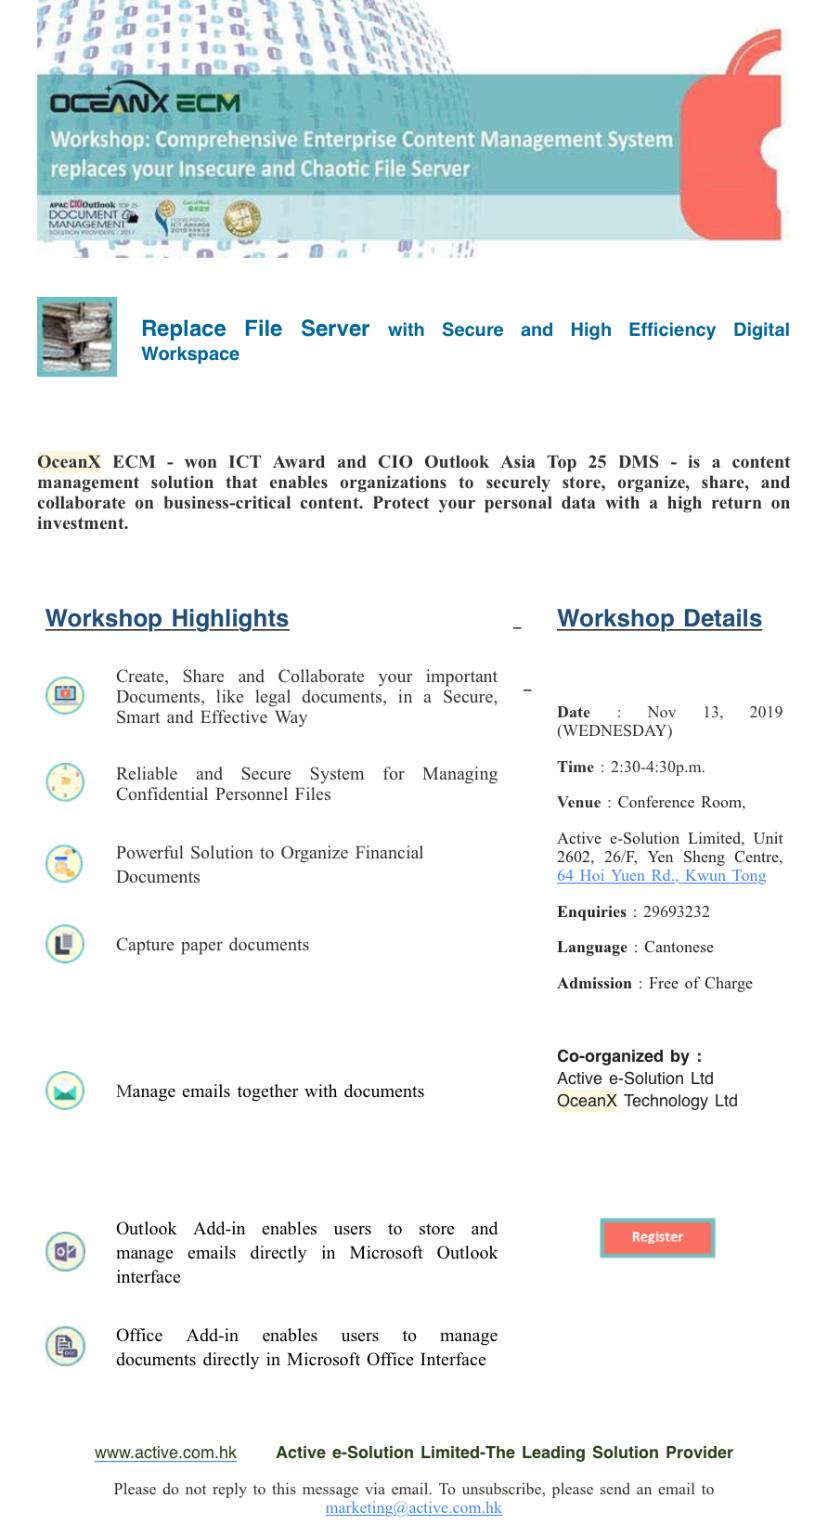 OCEANX ECM
Workshop: Comprehensive Enterprise Content Management System
replaces your Insecure and Chaotic File Server
APAC CIOOutlook TOP 25
DOCUMENT
MANAGEMENT
SOLUTION PROVIDERS - 2017
Replace File Server with Secure and High Efficiency Digital
Workspace
OceanX ECM - won ICT Award and CIO Outlook Asia Top 25 DMS - is a content
management solution that enables organizations to securely store, organize, share, and
collaborate on business-critical content. Protect your personal data with a high return on
investment.
Workshop Highlights
Create, Share and Collaborate your important
Documents, like legal documents, in a Secure,
Smart and Effective Way
Reliable and Secure System for Managing
Confidential Personnel Files
Powerful Solution to Organize Financial
Documents
Capture paper documents
Manage emails together with documents
Outlook Add-in enables users to store and
manage emails directly in Microsoft Outlook
interface
Office Add-in enables users to manage
documents directly in Microsoft Office Interface
Workshop Details
Date : Nov 13, 2019
(WEDNESDAY)
Time : 2:30-4:30p.m.
Venue : Conference Room,
Active e-Solution Limited, Unit
2602, 26/F, Yen Sheng Centre,
64 Hoi Yuen Rd., Kwun Tong
Enquiries : 29693232
Language : Cantonese
Admission : Free of Charge
Co-organized by :
Active e-Solution Ltd
OceanX Technology Ltd
Register
www.active.com.hk Active e-Solution Limited-The Leading Solution Provider
Please do not reply to this message via email. To unsubscribe, please send an email to
marketing@active.com.hk